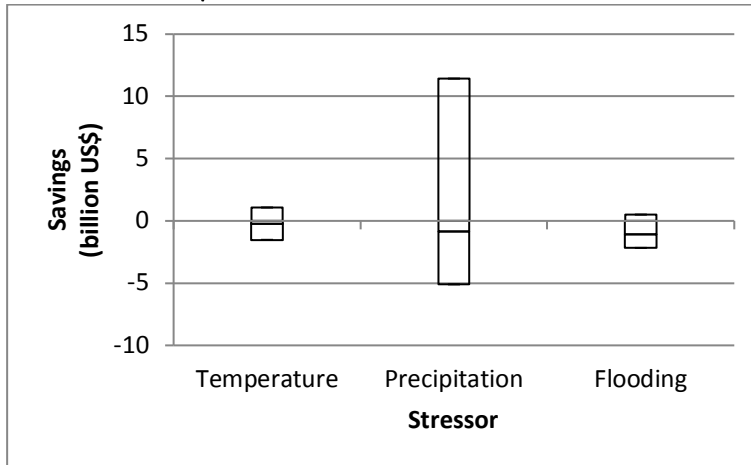 15
10
5
0
-5
-10
Savings
(billion US$)
Temperature
Precipitation
Flooding
Stressor